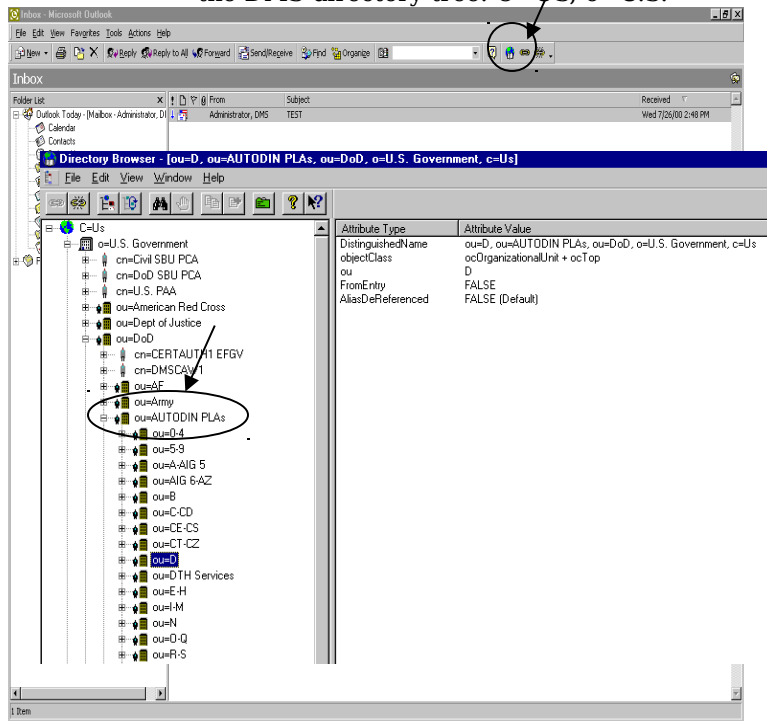 Inbox - Microsoft Outlook
File Edit View Favorites Tools Actions Help
New Reply Reply to All Forward Send/Receive Find Organize
Inbox
Folder List X From Subject Received
Outlook Today - [Mailbox - Administrator, DI Administrator, DMS TEST Wed 7/26/00 2:48 PM
Calendar
Contacts
Directory Browser - [ou=D, ou=AUTODIN PLAs, ou=DoD, o=U.S. Government, c=Us]
File Edit View Window Help
C=Us
o=U.S. Government
cn=Civil SBU PCA
cn=DoD SBU PCA
cn=U.S. PAA
ou=American Red Cross
ou=Dept of Justice
ou=DoD
cn=CERTAUTH1 EFGV
ou=AF
ou=Army
ou=AUTODIN PLAs
ou=0-4
ou=5-9
ou=A-AIG 5
ou=AIG 6-AZ
ou=B
ou=C-CD
ou=CE-CS
ou=CT-CZ
ou=D
ou=DTH Services
ou=E-H
ou=I-M
ou=N
ou=O-Q
ou=R-S
Attribute Type Attribute Value
DistinguishedName ou=D, ou=AUTODIN PLAs, ou=DoD, o=U.S. Government, c=Us
objectClass ocOrganizationalUnit + ocTop
ou D
FromEntry FALSE
AliasDeReferenced FALSE (Default)
1 Item